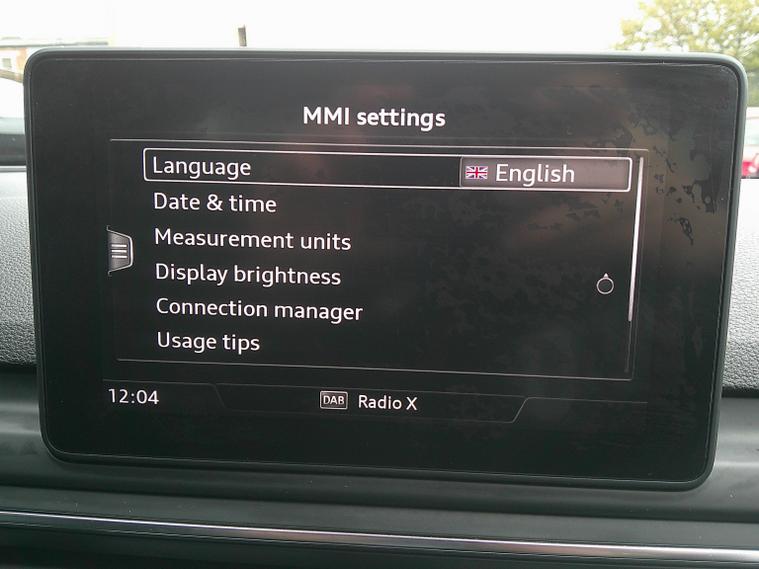 MMI settings
Language English
Date & time
Measurement units
Display brightness
Connection manager
Usage tips
12:04 DAB Radio X